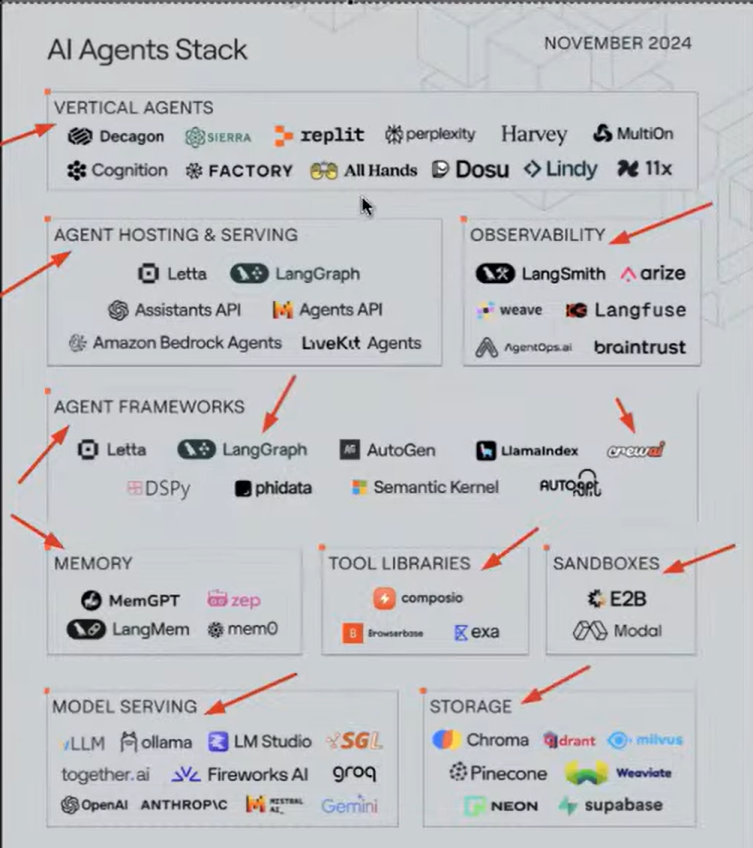 AI Agents Stack
NOVEMBER 2024
VERTICAL AGENTS
Decagon SIERRA replit perplexity Harvey MultiOn
Cognition FACTORY All Hands Dosu Lindy 11x
AGENT HOSTING & SERVING
Letta LangGraph
Assistants API Agents API
Amazon Bedrock Agents LiveKit Agents
OBSERVABILITY
LangSmith arize
weave Langfuse
AgentOps.ai braintrust
AGENT FRAMEWORKS
Letta LangGraph AG AutoGen LlamaIndex crewai
DSPy phidata Semantic Kernel AUTOgpt
MEMORY
MemGPT zep
LangMem mem0
TOOL LIBRARIES
composio
B Browserbase exa
SANDBOXES
E2B
Modal
MODEL SERVING
vLLM ollama LM Studio SGL
together.ai Fireworks AI groq
OpenAI ANTHROP\C MISTRAL AI_ Gemini
STORAGE
Chroma qdrant milvus
Pinecone Weaviate
NEON supabase